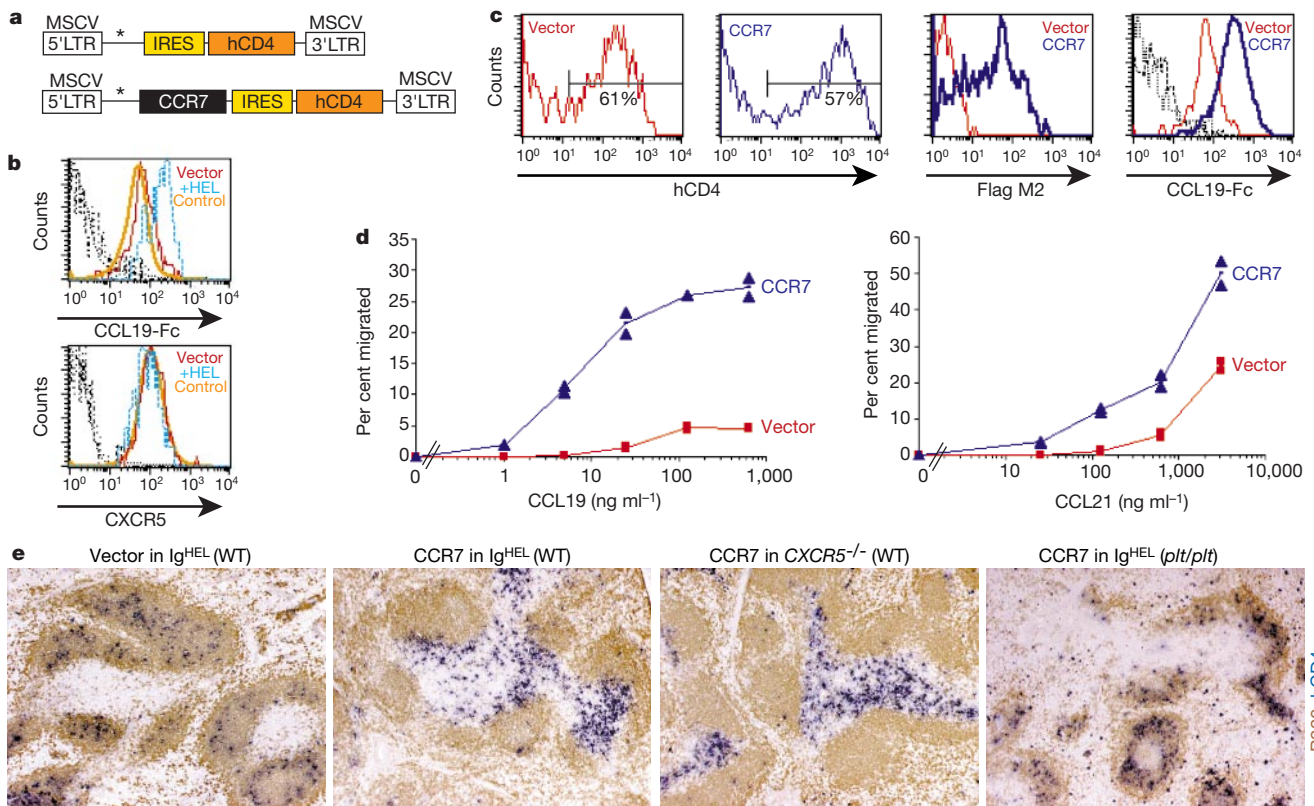 a
MSCV MSCV
5'LTR * IRES hCD4 3'LTR
MSCV MSCV
5'LTR * CCR7 IRES hCD4 3'LTR
b
Counts
Vector
+HEL
Control
10⁰ 10¹ 10² 10³ 10⁴
CCL19-Fc
Counts
Vector
+HEL
Control
10⁰ 10¹ 10² 10³ 10⁴
CXCR5
c
Counts
Vector
61%
10⁰ 10¹ 10² 10³ 10⁴
CCR7
57%
10⁰ 10¹ 10² 10³ 10⁴
hCD4
Vector
CCR7
10⁰ 10¹ 10² 10³ 10⁴
Flag M2
Vector
CCR7
10⁰ 10¹ 10² 10³ 10⁴
CCL19-Fc
d
Per cent migrated
35
30
25
20
15
10
5
0
CCR7
Vector
0 1 10 100 1,000
CCL19 (ng ml⁻¹)
Per cent migrated
60
50
40
30
20
10
0
CCR7
Vector
0 10 100 1,000 10,000
CCL21 (ng ml⁻¹)
e
Vector in Igᴴᴱᴸ (WT)
CCR7 in Igᴴᴱᴸ (WT)
CCR7 in CXCR5⁻/⁻ (WT)
CCR7 in Igᴴᴱᴸ (plt/plt)